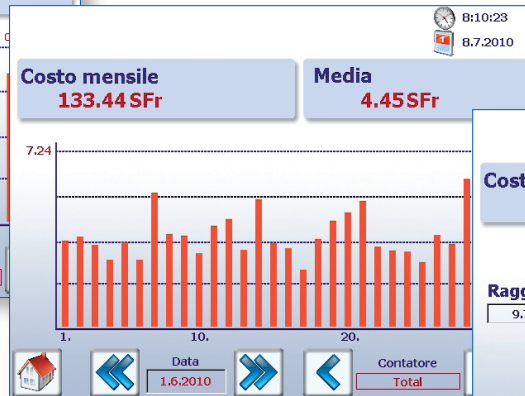 8:10:23
8.7.2010
Costo mensile
133.44 SFr
Media
4.45 SFr
7.24
1.
10.
20.
Data
1.6.2010
Contatore
Total
Cost
Ragg
9.